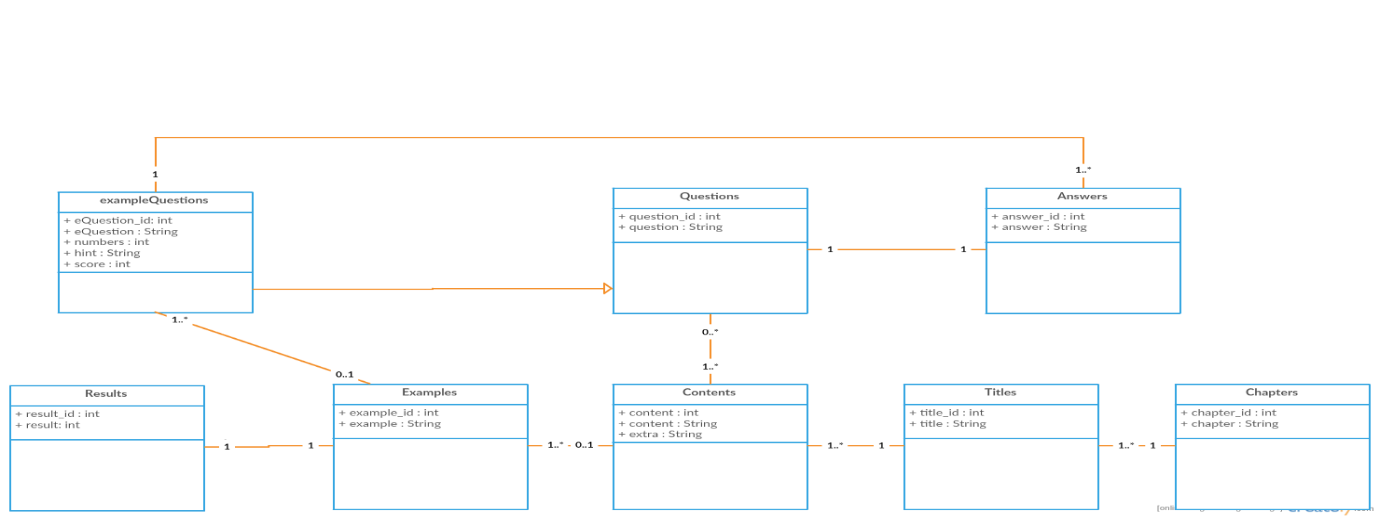 1
1..*
exampleQuestions
+ eQuestion_id: int
+ eQuestion : String
+ numbers : int
+ hint : String
+ score : int
Questions
+ question_id : int
+ question : String
Answers
+ answer_id : int
+ answer : String
1
1
1..*
0..*
0..1
1..*
Results
+ result_id : int
+ result: int
Examples
+ example_id : int
+ example : String
Contents
+ content : int
+ content : String
+ extra : String
Titles
+ title_id : int
+ title : String
Chapters
+ chapter_id : int
+ chapter : String
1
1
1..*
0..1
1..*
1
1..*
1